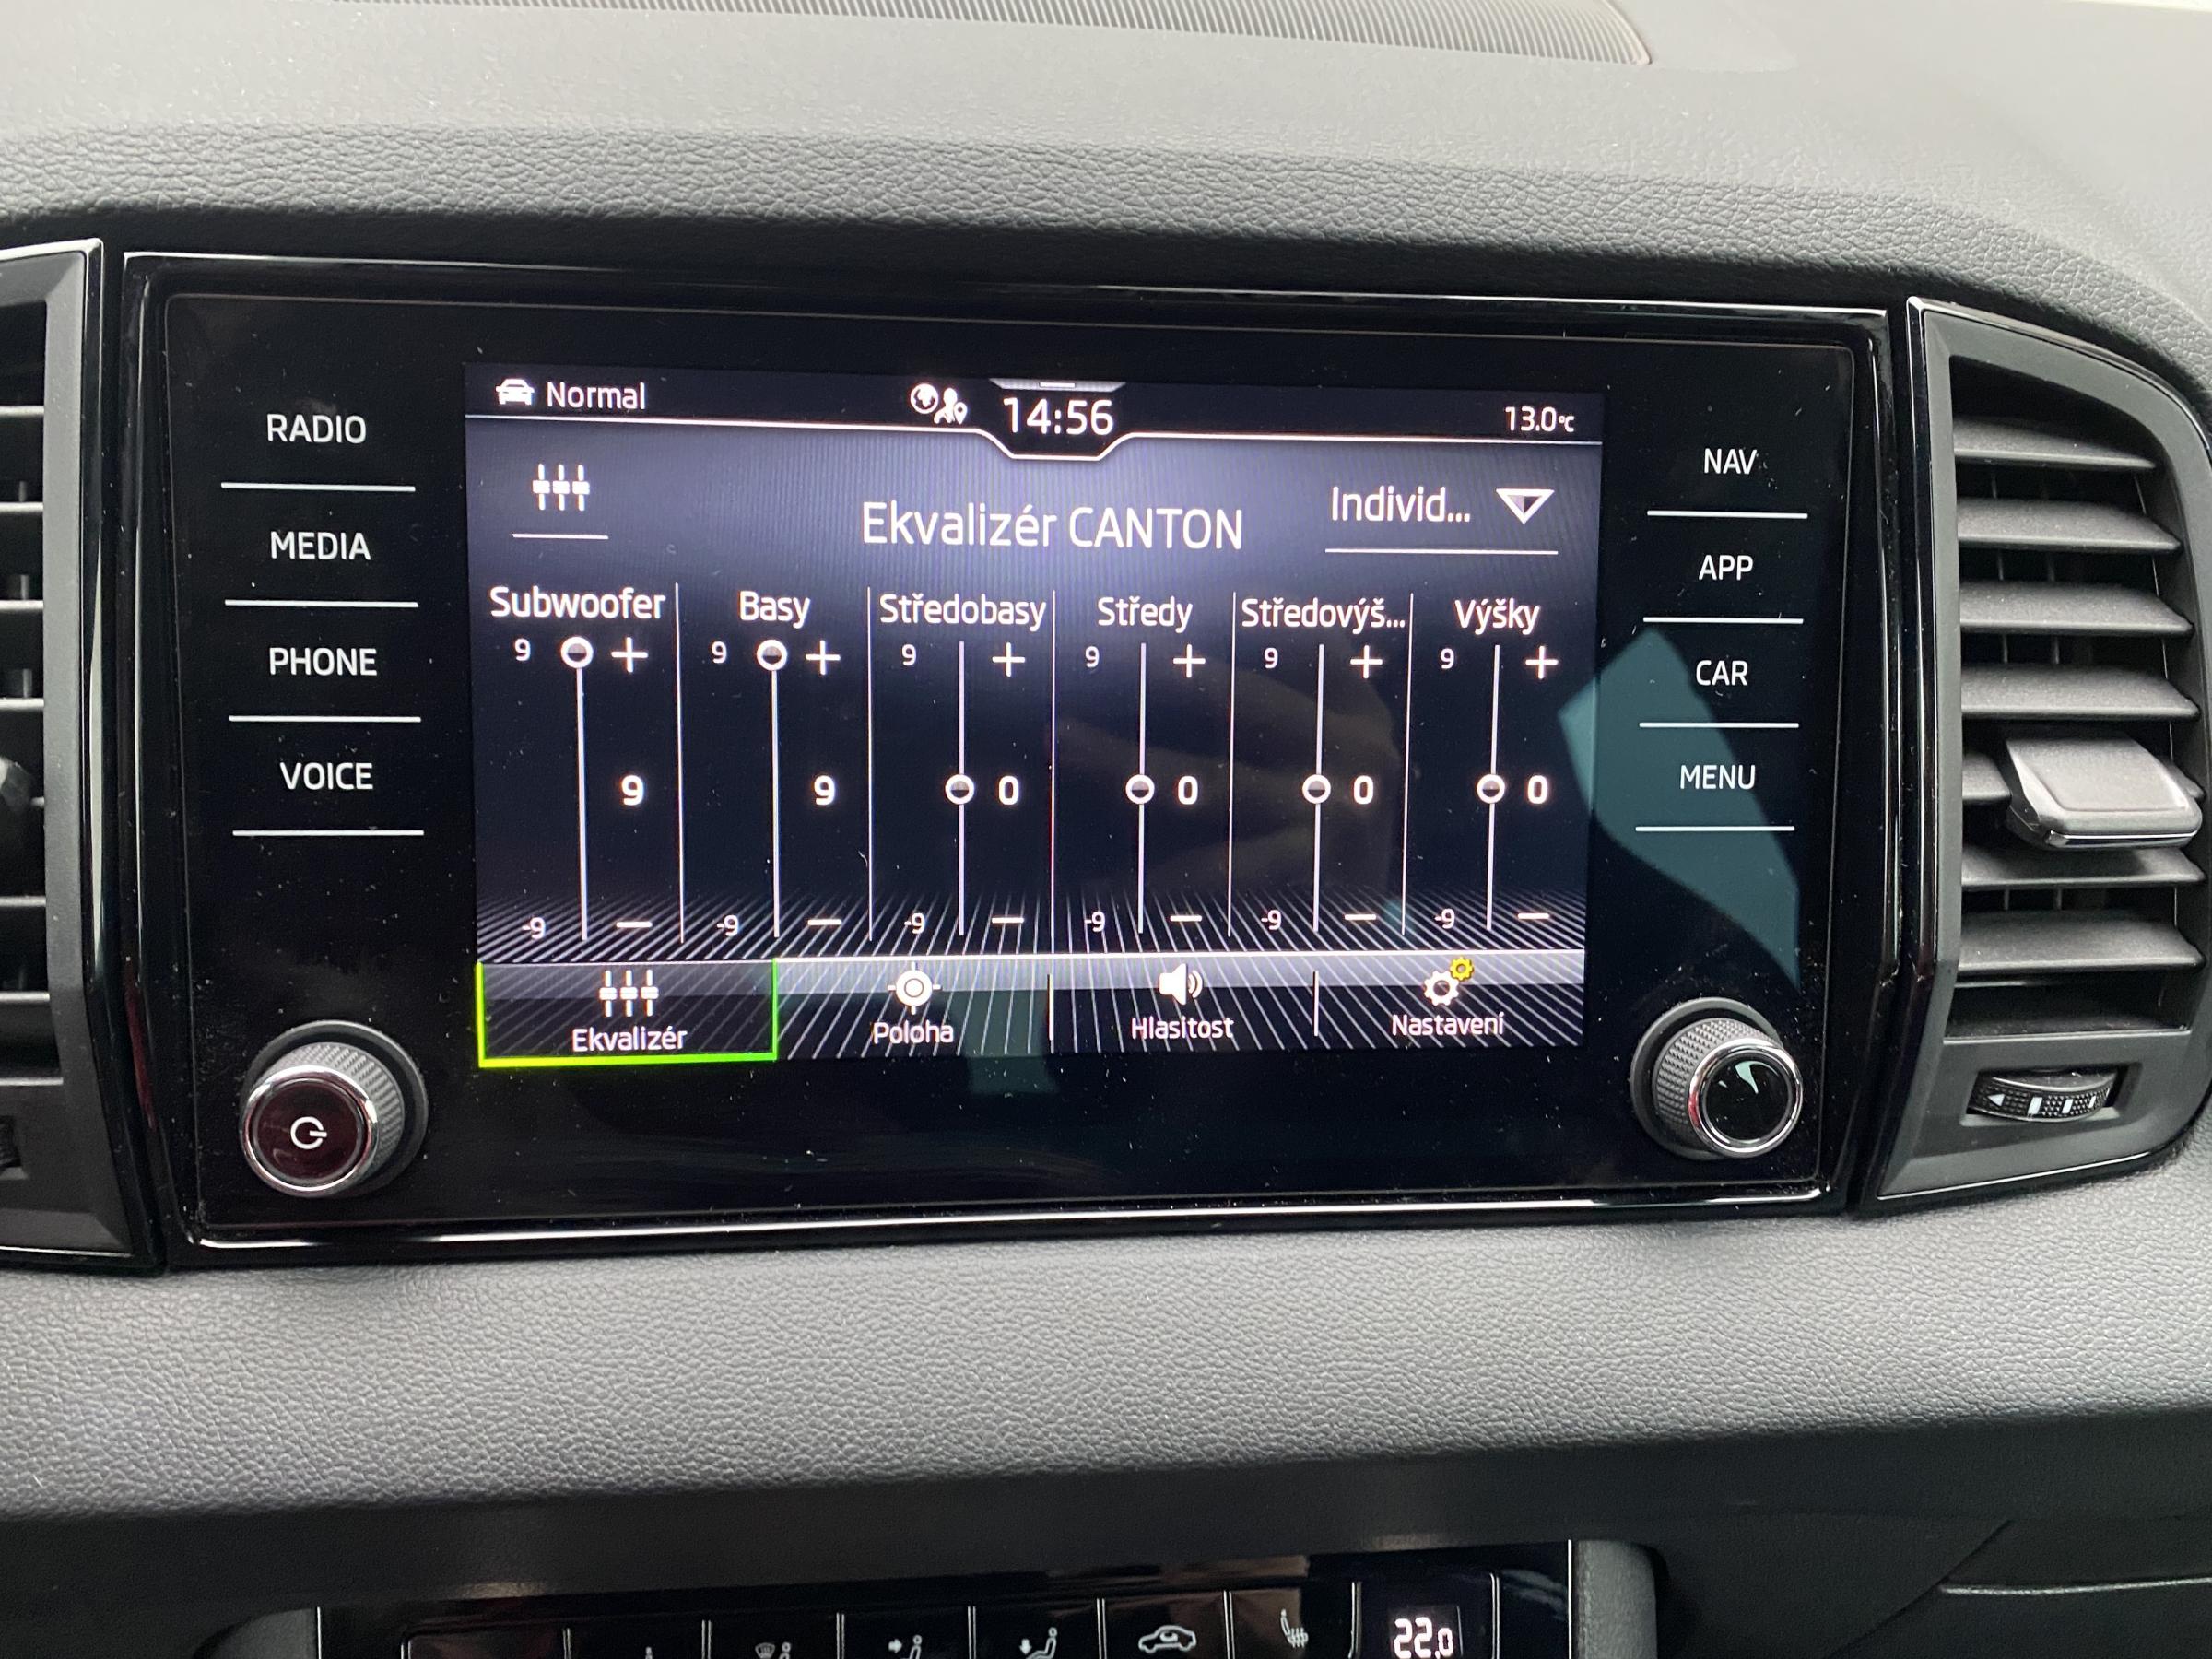 Normal
14:56
13.0°C
RADIO
MEDIA
PHONE
VOICE
NAV
APP
CAR
MENU
Ekvalizér CANTON
Individ...
Subwoofer Basy Středobasy Středy Středovýš... Výšky
9 + 9 + 9 + 9 + 9 + 9 +
9 9 0 0 0 0
-9 — -9 — -9 — -9 — -9 — -9 —
Ekvalizér Poloha Hlasitost Nastavení
22.0